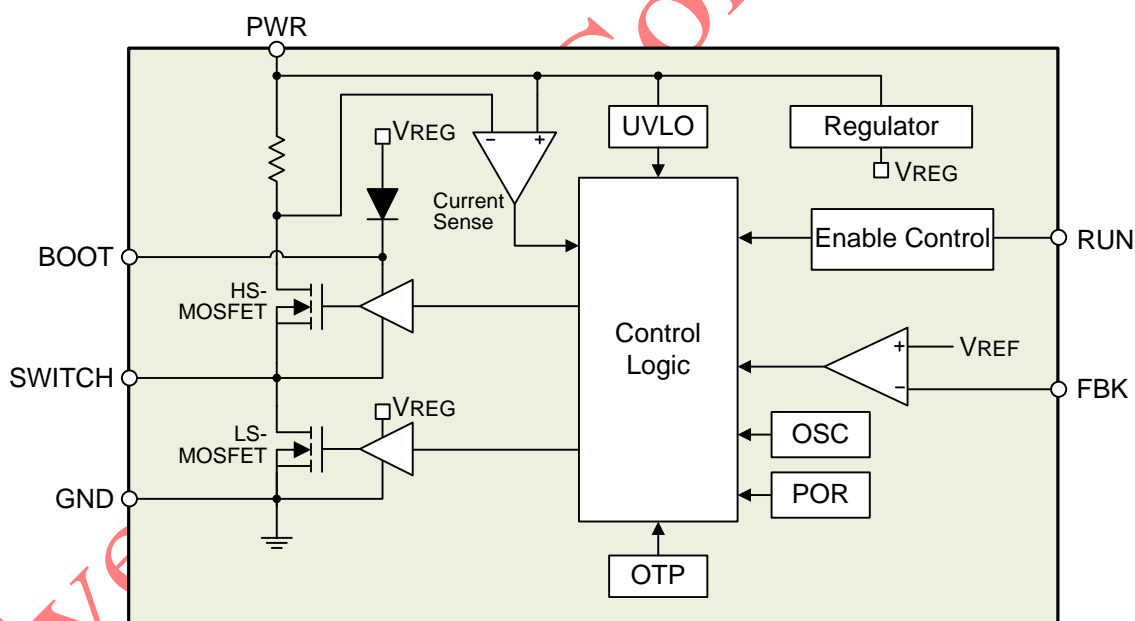 PWR
VREG
UVLO
Regulator
VREG
− +
Current
Sense
Enable Control
RUN
BOOT
HS-
MOSFET
Control
Logic
+
VREF
−
FBK
SWITCH
VREG
LS-
MOSFET
OSC
POR
GND
OTP